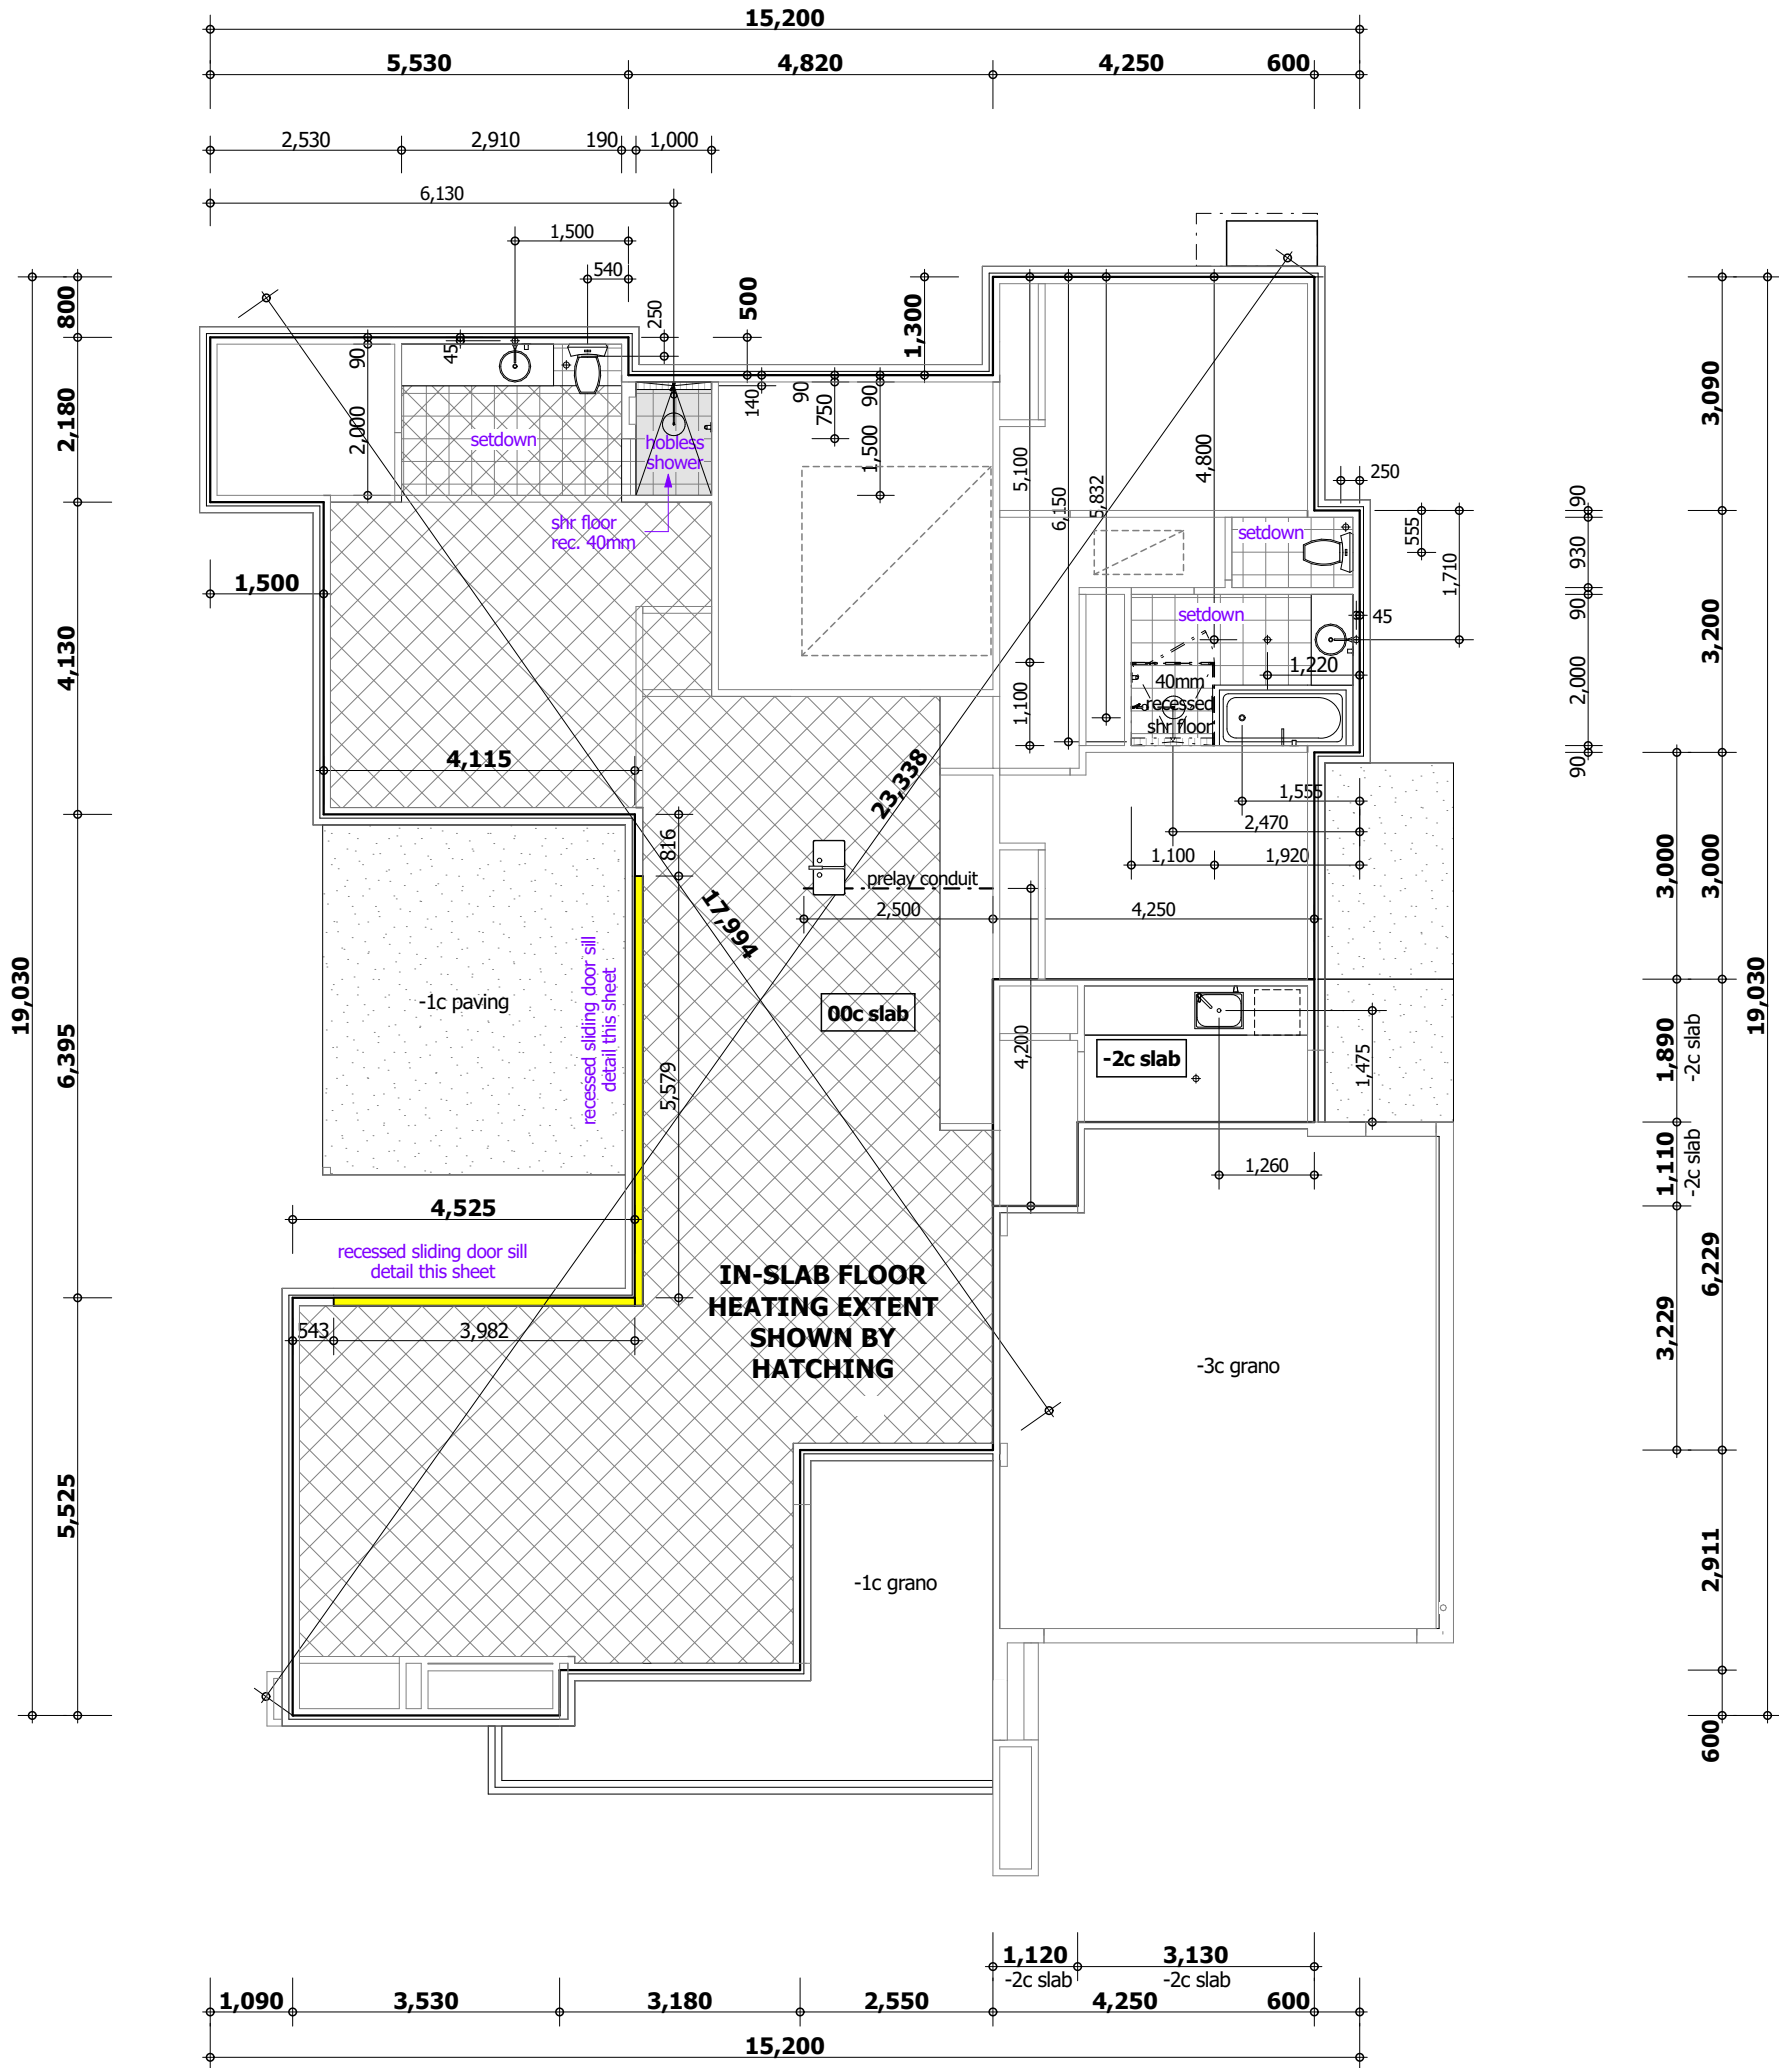 15,200
5,530
4,820
4,250
600
2,530
2,910
190
1,000
6,130
1,500
540
250
500
1,300
800
2,180
4,130
6,395
5,525
19,030
90
45
2,000
setdown
hobless
shower
shr floor
rec. 40mm
140
90
750
90
1,500
5,100
6,150
5,832
4,800
250
555
1,710
90
930
90
2,000
90
3,090
3,200
3,000
3,000
19,030
setdown
setdown
45
1,220
40mm
recessed
shr floor
1,100
1,500
4,115
23,338
17,994
816
prelay conduit
2,500
4,250
1,555
2,470
1,100
1,920
-1c paving
recessed sliding door sill
detail this sheet
00c slab
-2c slab
4,200
5,579
1,475
1,890
-2c slab
1,110
-2c slab
1,260
4,525
recessed sliding door sill
detail this sheet
543
3,982
IN-SLAB FLOOR
HEATING EXTENT
SHOWN BY
HATCHING
-3c grano
6,229
3,229
2,911
600
-1c grano
1,120
-2c slab
3,130
-2c slab
1,090
3,530
3,180
2,550
4,250
600
15,200